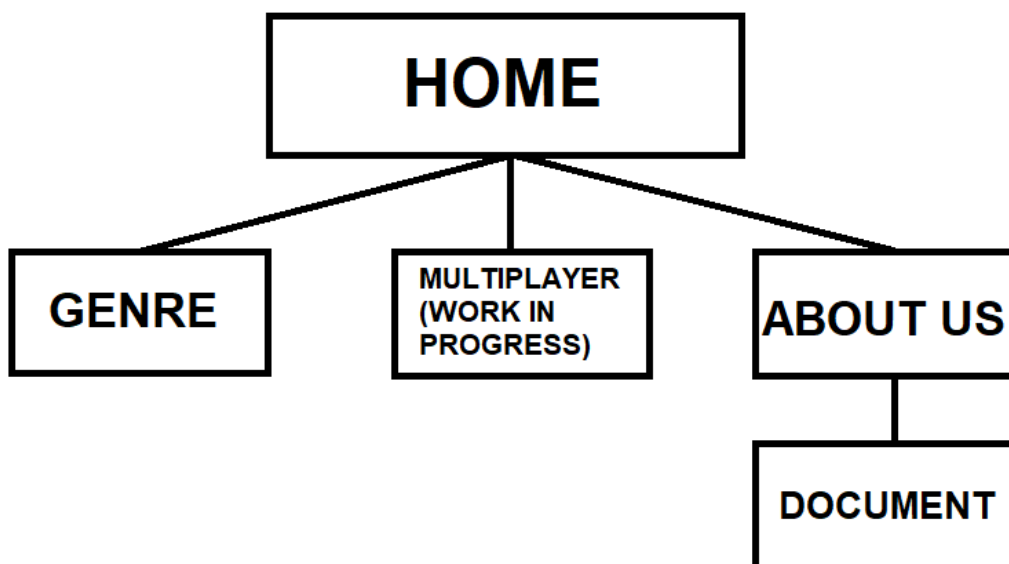 HOME
GENRE
MULTIPLAYER
(WORK IN
PROGRESS)
ABOUT US
DOCUMENT